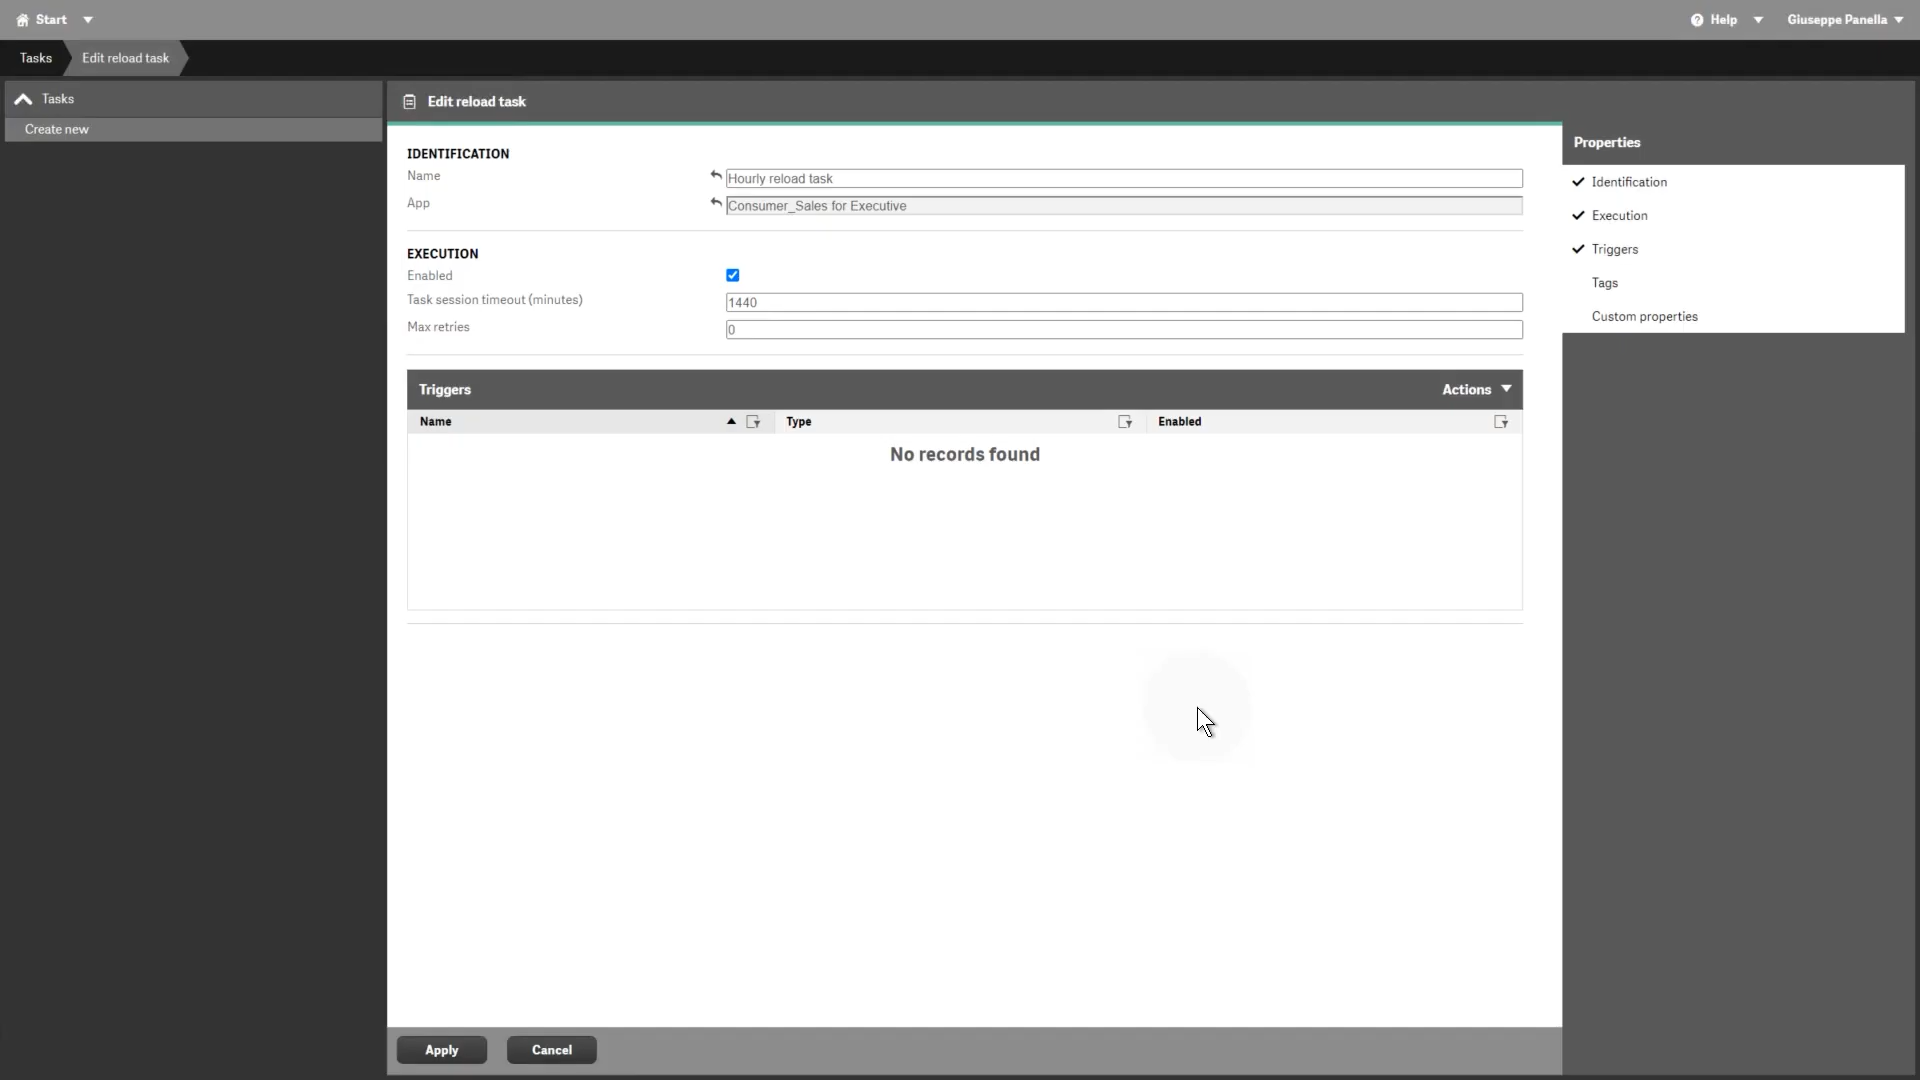 Start
Help
Giuseppe Panella
Tasks
Edit reload task
Tasks
Create new
Edit reload task
IDENTIFICATION
Name
Hourly reload task
App
Consumer_Sales for Executive
EXECUTION
Enabled
Task session timeout (minutes)
1440
Max retries
0
Triggers
Actions
Name
Type
Enabled
No records found
Apply
Cancel
Properties
Identification
Execution
Triggers
Tags
Custom properties